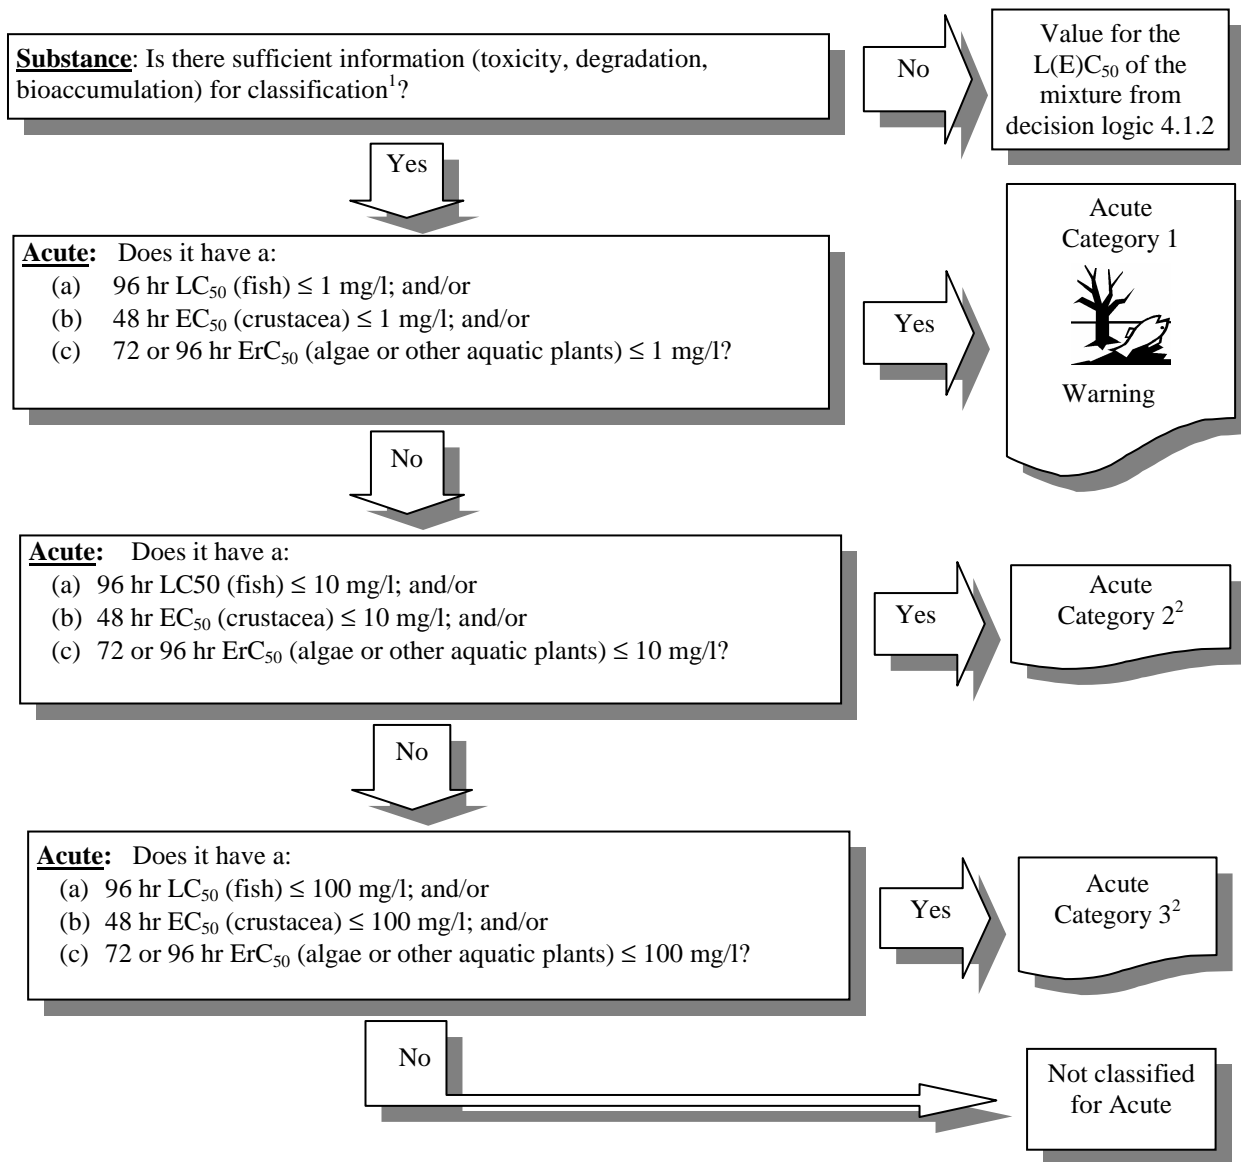 Substance: Is there sufficient information (toxicity, degradation,
bioaccumulation) for classification¹?
No
Value for the
L(E)C₅₀ of the
mixture from
decision logic 4.1.2
Yes
Acute: Does it have a:
(a) 96 hr LC₅₀ (fish) ≤ 1 mg/l; and/or
(b) 48 hr EC₅₀ (crustacea) ≤ 1 mg/l; and/or
(c) 72 or 96 hr ErC₅₀ (algae or other aquatic plants) ≤ 1 mg/l?
Yes
Acute
Category 1
Warning
No
Acute: Does it have a:
(a) 96 hr LC50 (fish) ≤ 10 mg/l; and/or
(b) 48 hr EC₅₀ (crustacea) ≤ 10 mg/l; and/or
(c) 72 or 96 hr ErC₅₀ (algae or other aquatic plants) ≤ 10 mg/l?
Yes
Acute
Category 2²
No
Acute: Does it have a:
(a) 96 hr LC₅₀ (fish) ≤ 100 mg/l; and/or
(b) 48 hr EC₅₀ (crustacea) ≤ 100 mg/l; and/or
(c) 72 or 96 hr ErC₅₀ (algae or other aquatic plants) ≤ 100 mg/l?
Yes
Acute
Category 3²
No
Not classified
for Acute